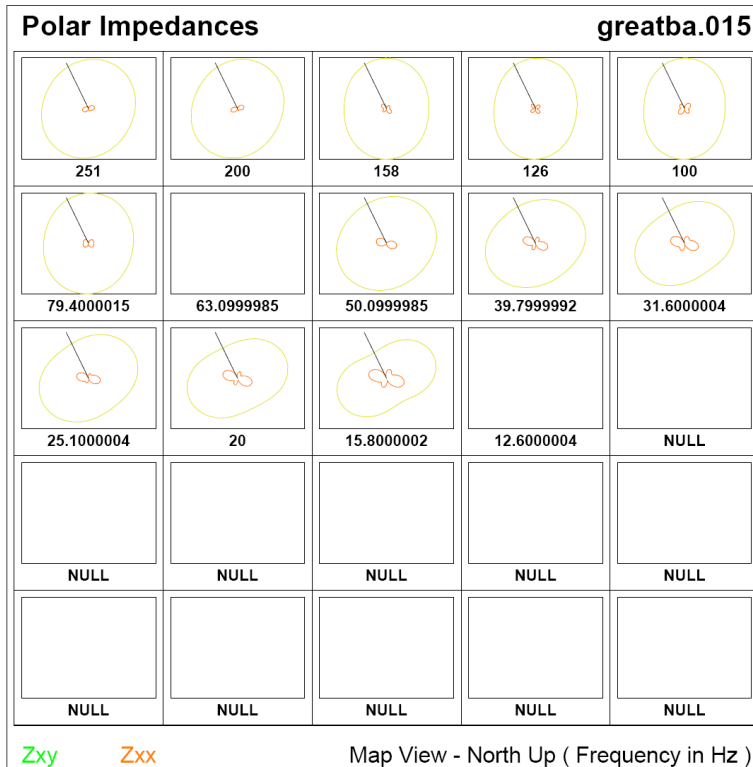 Polar Impedances greatba.015
251 200 158 126 100
79.4000015 63.0999985 50.0999985 39.7999992 31.6000004
25.1000004 20 15.8000002 12.6000004 NULL
NULL NULL NULL NULL NULL
NULL NULL NULL NULL NULL
Zxy Zxx Map View - North Up ( Frequency in Hz )